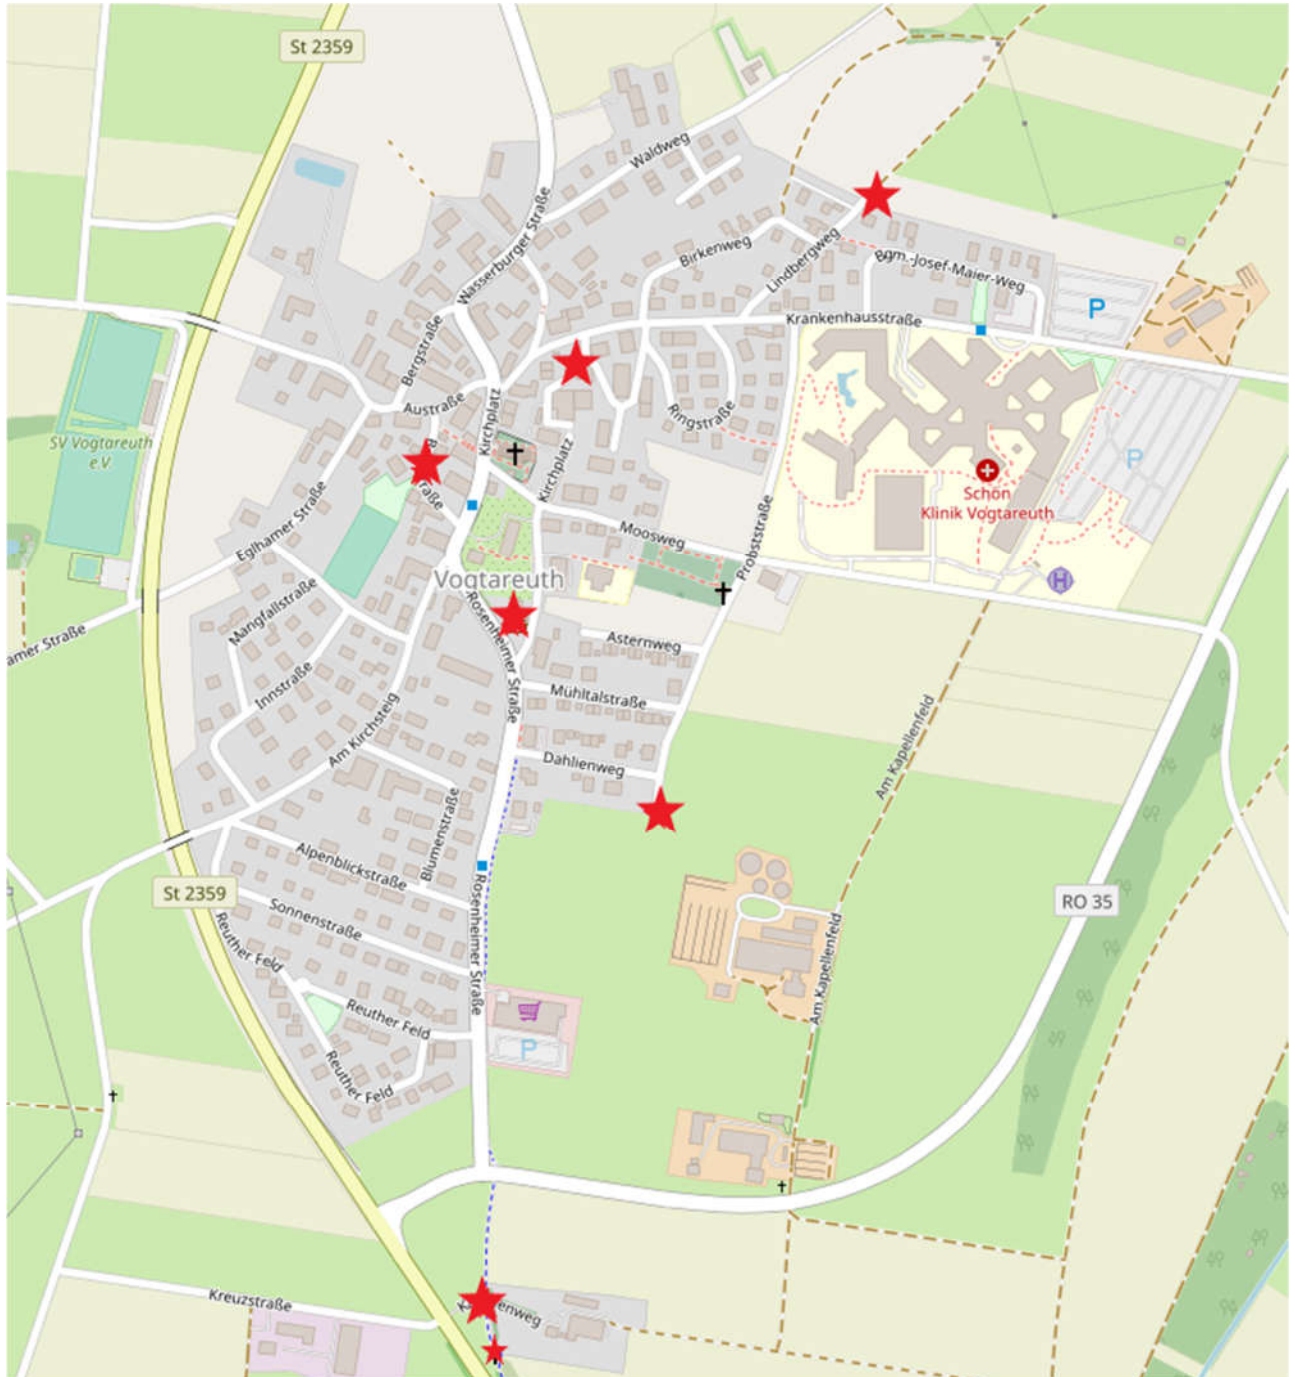 St 2359
Waldweg
Wasserburger Straße
Birkenweg
Lindbergweg
Bgm.-Josef-Maier-Weg
P
Krankenhausstraße
Bergstraße
Austraße
Kirchplatz
Ringstraße
SV Vogtareuth
e.V.
Kirchplatz
P
Schön
Klinik Vogtareuth
Eglhamer Straße
Moosweg
Probststraße
Vogtareuth
H
Mangfallstraße
Rosenheimer Straße
Asternweg
Innstraße
Mühltalstraße
Am Kirchsteig
Dahlienweg
Am Kapellenfeld
Blumenstraße
Alpenblickstraße
St 2359
RO 35
Sonnenstraße
Reuther Feld
Rosenheimer Straße
Am Kapellenfeld
Reuther Feld
P
Reuther Feld
Kreuzstraße